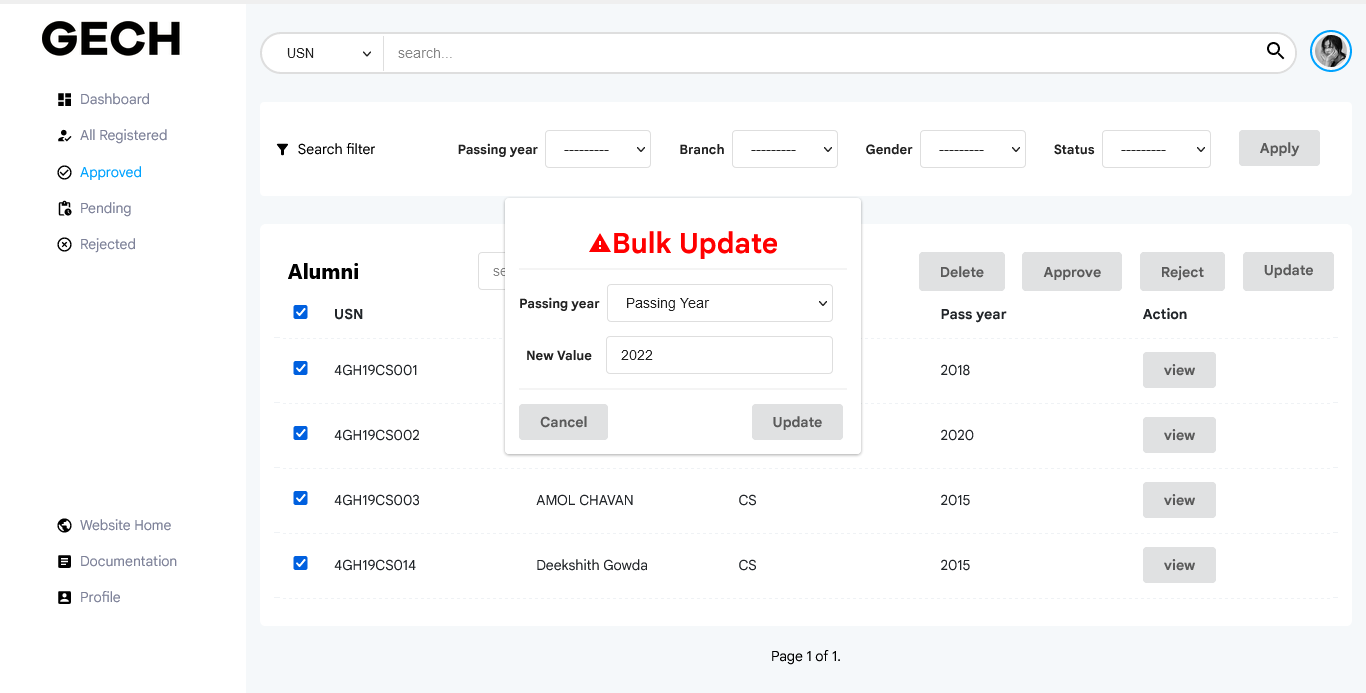 GECH
Dashboard
All Registered
Approved
Pending
Rejected
Website Home
Documentation
Profile
USN search...
Search filter Passing year --------- Branch --------- Gender --------- Status --------- Apply
Alumni se Delete Approve Reject Update
USN Pass year Action
4GH19CS001 2018 view
4GH19CS002 2020 view
4GH19CS003 AMOL CHAVAN CS 2015 view
4GH19CS014 Deekshith Gowda CS 2015 view
Bulk Update
Passing year Passing Year
New Value 2022
Cancel Update
Page 1 of 1.